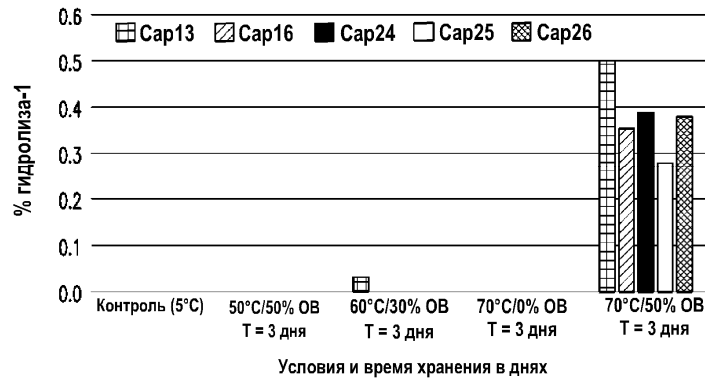 0.6
Cap13 Cap16 Cap24 Cap25 Cap26
0.5
0.4
0.3
0.2
0.1
0.0
% гидролиза-1
Контроль (5°C) 50°C/50% ОВ 60°C/30% ОВ 70°C/0% ОВ 70°C/50% ОВ
T = 3 дня T = 3 дня T = 3 дня T = 3 дня
Условия и время хранения в днях